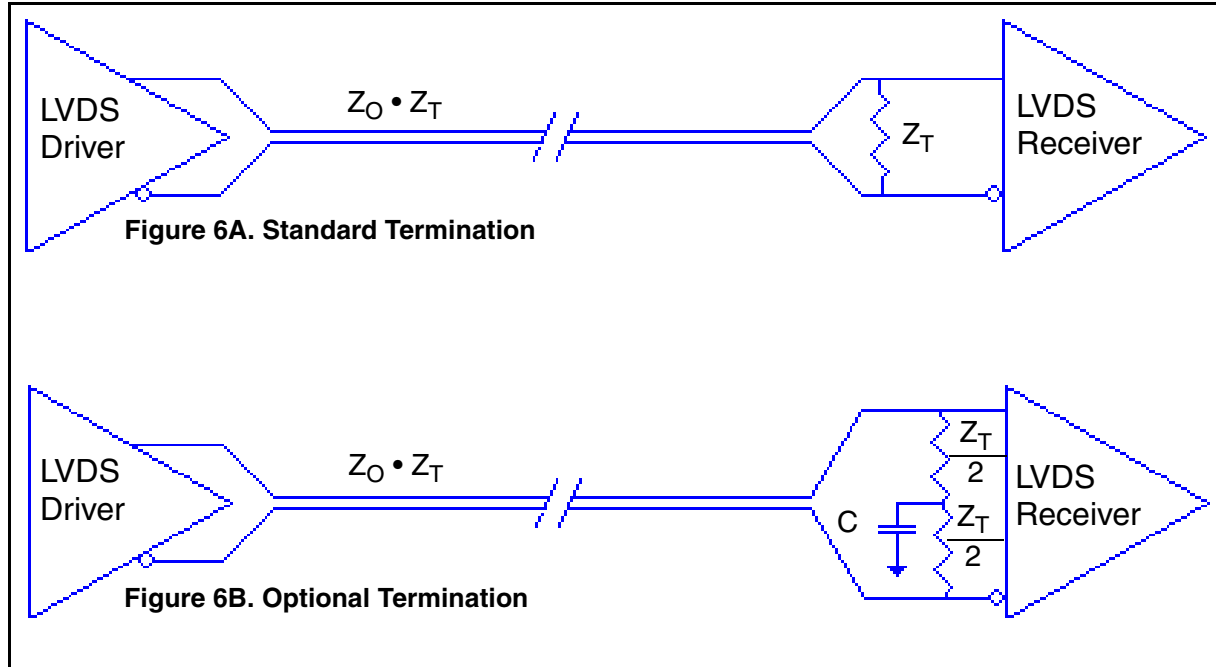 LVDS
Driver
Z_O • Z_T
Z_T
LVDS
Receiver
Figure 6A. Standard Termination
LVDS
Driver
Z_O • Z_T
C
Z_T
2
Z_T
2
LVDS
Receiver
Figure 6B. Optional Termination